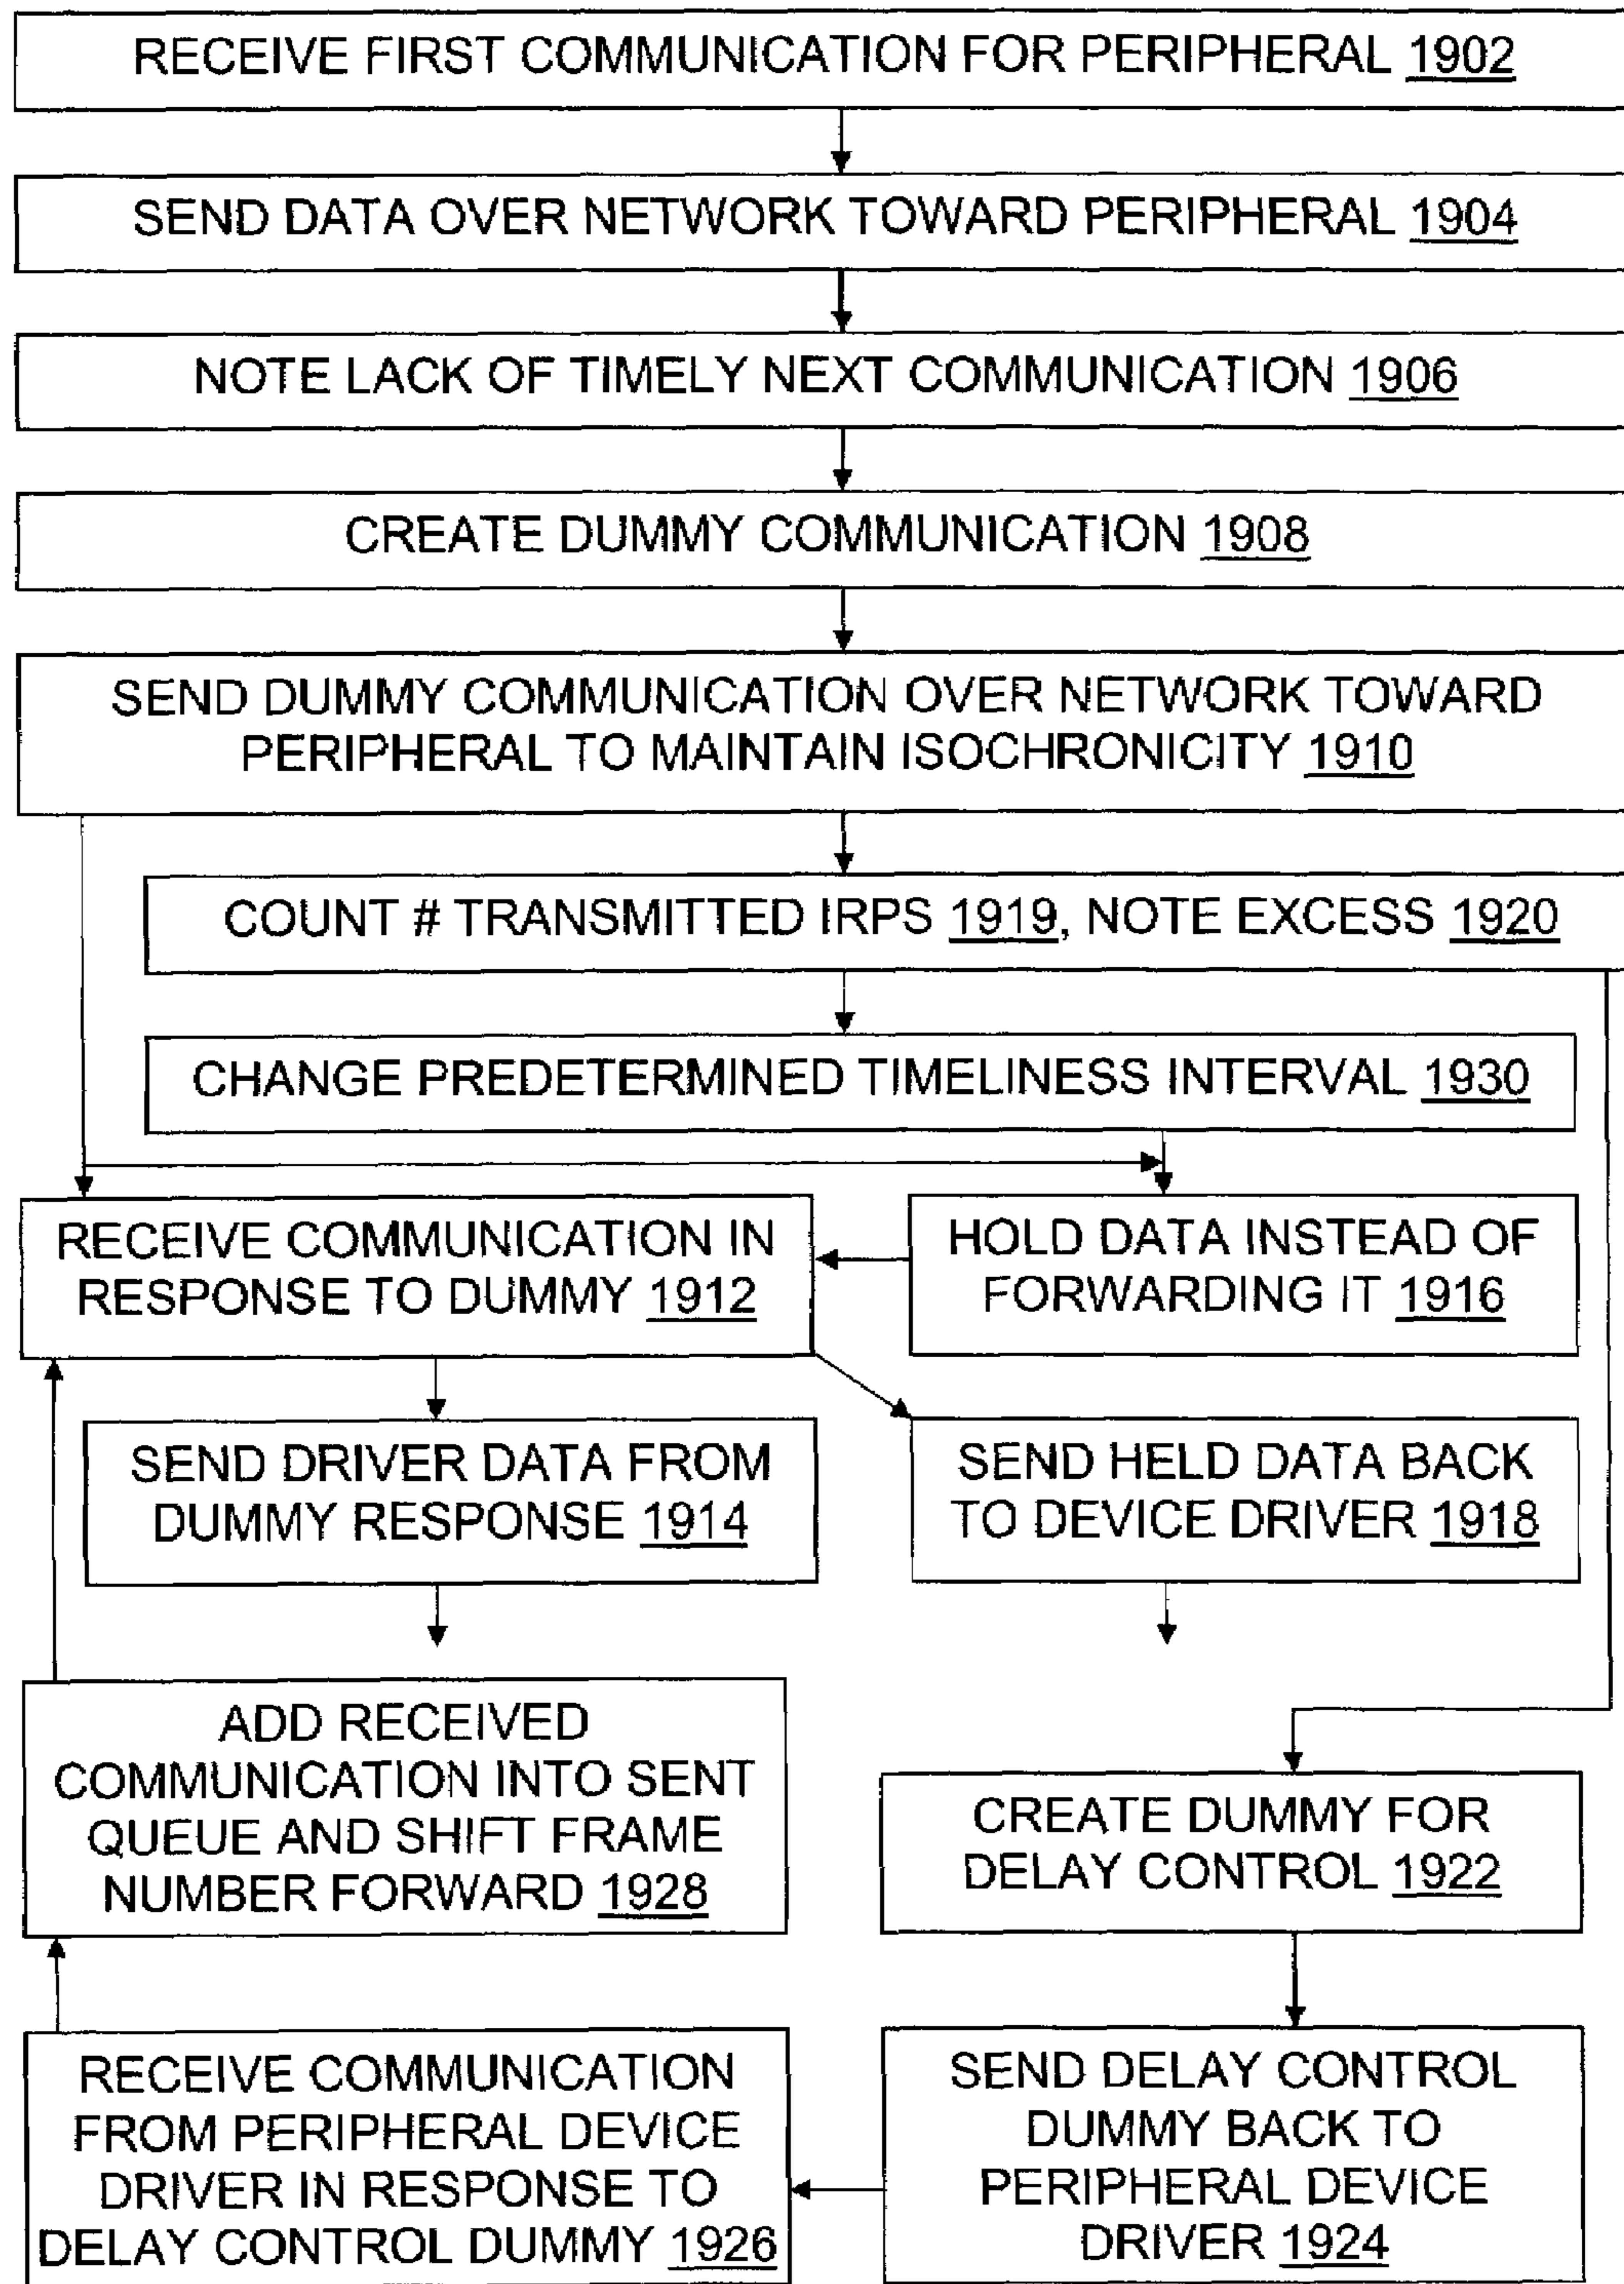 RECEIVE FIRST COMMUNICATION FOR PERIPHERAL 1902
SEND DATA OVER NETWORK TOWARD PERIPHERAL 1904
NOTE LACK OF TIMELY NEXT COMMUNICATION 1906
CREATE DUMMY COMMUNICATION 1908
SEND DUMMY COMMUNICATION OVER NETWORK TOWARD
PERIPHERAL TO MAINTAIN ISOCHRONICITY 1910
COUNT # TRANSMITTED IRPS 1919, NOTE EXCESS 1920
CHANGE PREDETERMINED TIMELINESS INTERVAL 1930
RECEIVE COMMUNICATION IN
RESPONSE TO DUMMY 1912
HOLD DATA INSTEAD OF
FORWARDING IT 1916
SEND DRIVER DATA FROM
DUMMY RESPONSE 1914
SEND HELD DATA BACK
TO DEVICE DRIVER 1918
ADD RECEIVED
COMMUNICATION INTO SENT
QUEUE AND SHIFT FRAME
NUMBER FORWARD 1928
CREATE DUMMY FOR
DELAY CONTROL 1922
RECEIVE COMMUNICATION
FROM PERIPHERAL DEVICE
DRIVER IN RESPONSE TO
DELAY CONTROL DUMMY 1926
SEND DELAY CONTROL
DUMMY BACK TO
PERIPHERAL DEVICE
DRIVER 1924